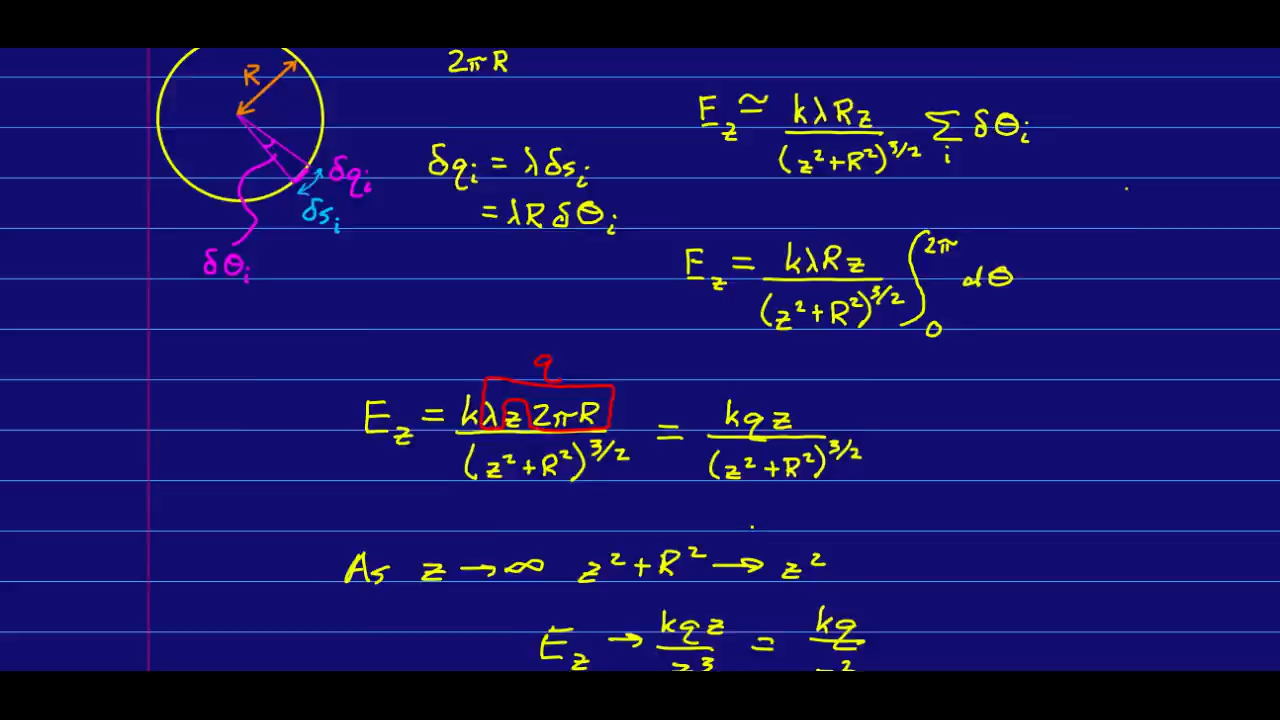 R
2πR
δqᵢ
δsᵢ
δθᵢ
δqᵢ = λδsᵢ
= λRδθᵢ
E_z ≃ kλRz/(z²+R²)^3/2 ∑ᵢ δθᵢ
E_z = kλRz/(z²+R²)^3/2 ∫₀^2π dθ
q
E_z = kλz2πR/(z²+R²)^3/2 = kqz/(z²+R²)^3/2
As z → ∞ z²+R² → z²
E_z → kqz/z³ = kq/z²